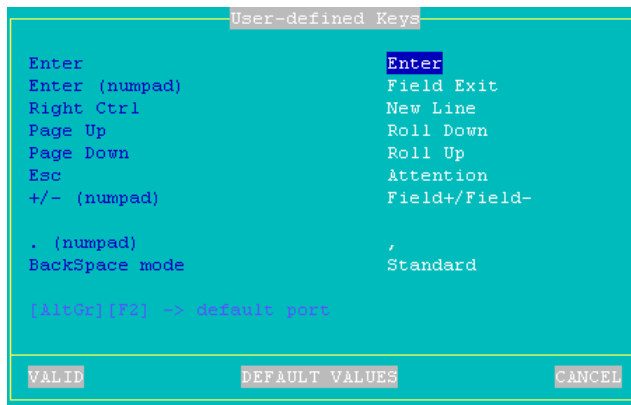 User-defined Keys
Enter Enter
Enter (numpad) Field Exit
Right Ctrl New Line
Page Up Roll Down
Page Down Roll Up
Esc Attention
+/- (numpad) Field+/Field-
. (numpad) ,
BackSpace mode Standard
[AltGr][F2] -> default port
VALID DEFAULT VALUES CANCEL